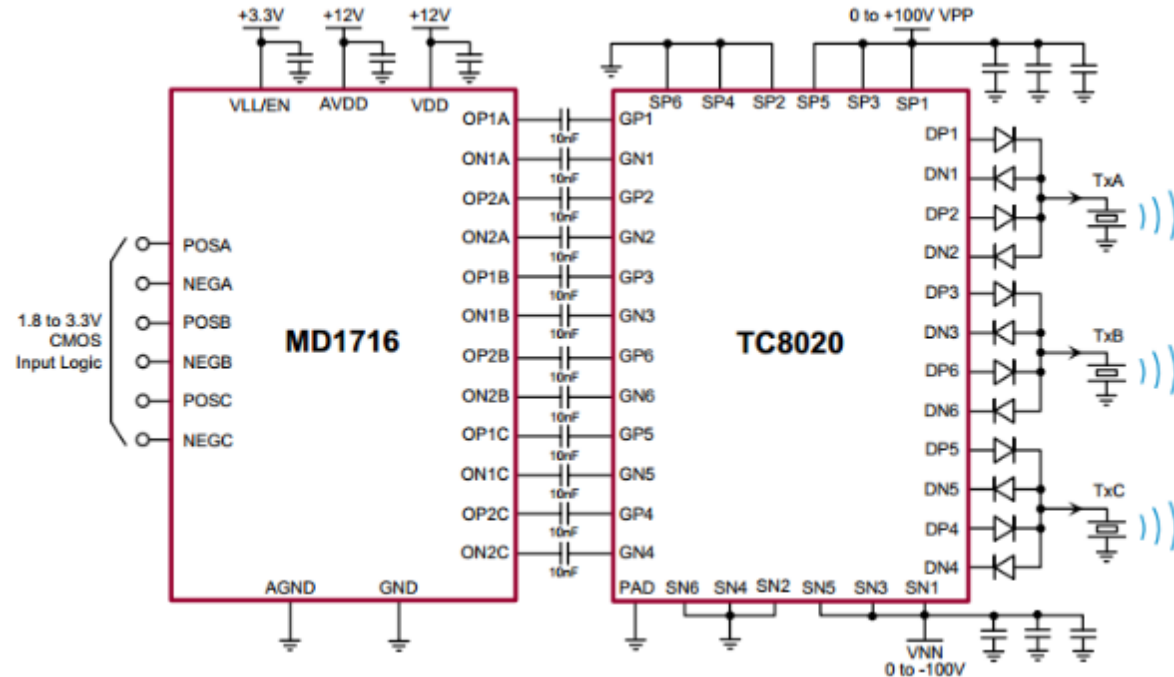 +3.3V
+12V
+12V
0 to +100V VPP
VLL/EN
AVDD
VDD
SP6
SP4
SP2
SP5
SP3
SP1
OP1A
10nF
GP1
ON1A
10nF
GN1
OP2A
10nF
GP2
ON2A
10nF
GN2
OP1B
10nF
GP3
ON1B
10nF
GN3
OP2B
10nF
GP6
ON2B
10nF
GN6
OP1C
10nF
GP5
ON1C
10nF
GN5
OP2C
10nF
GP4
ON2C
10nF
GN4
POSA
NEGA
POSB
NEGB
POSC
NEGC
1.8 to 3.3V
CMOS
Input Logic
MD1716
TC8020
DP1
DN1
DP2
DN2
DP3
DN3
DP6
DN6
DP5
DN5
DP4
DN4
TxA
TxB
TxC
AGND
GND
PAD
SN6
SN4
SN2
SN5
SN3
SN1
VNN
0 to -100V